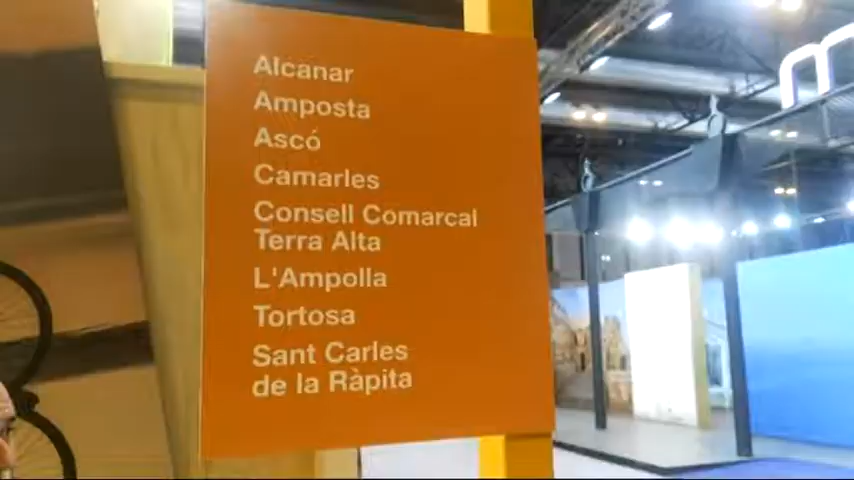 Alcanar
Amposta
Ascó
Camarles
Consell Comarcal
Terra Alta
L'Ampolla
Tortosa
Sant Carles
de la Ràpita